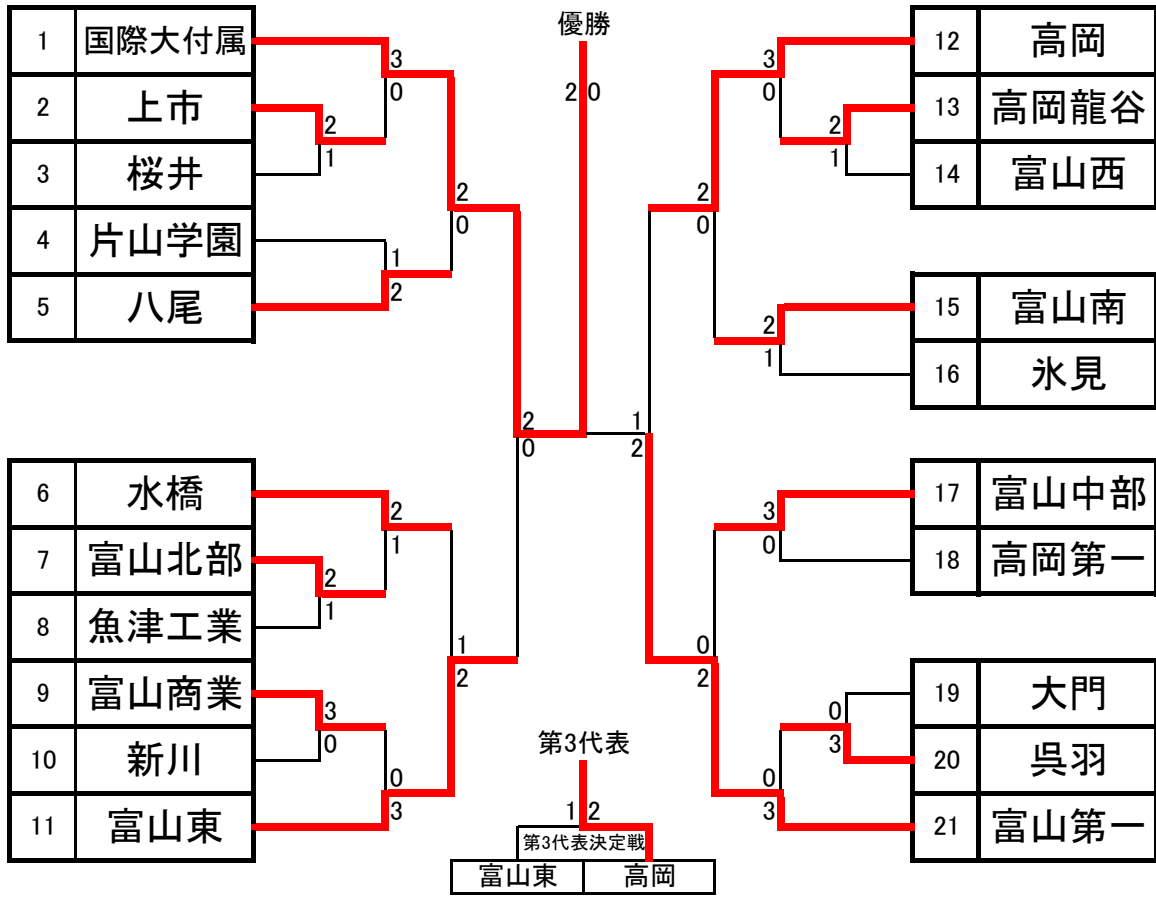 優勝
2 0
1 国際大付属
2 上市
3 桜井
4 片山学園
5 八尾
3
0
2
1
1
2
2
0
6 水橋
7 富山北部
8 魚津工業
9 富山商業
10 新川
11 富山東
2
1
2
1
3
0
0
3
1
2
2
0
12 高岡
13 高岡龍谷
14 富山西
15 富山南
16 氷見
3
0
2
1
2
1
2
0
17 富山中部
18 高岡第一
19 大門
20 呉羽
21 富山第一
3
0
0
3
0
3
0
2
1
2
第3代表
1 2
第3代表決定戦
富山東 高岡